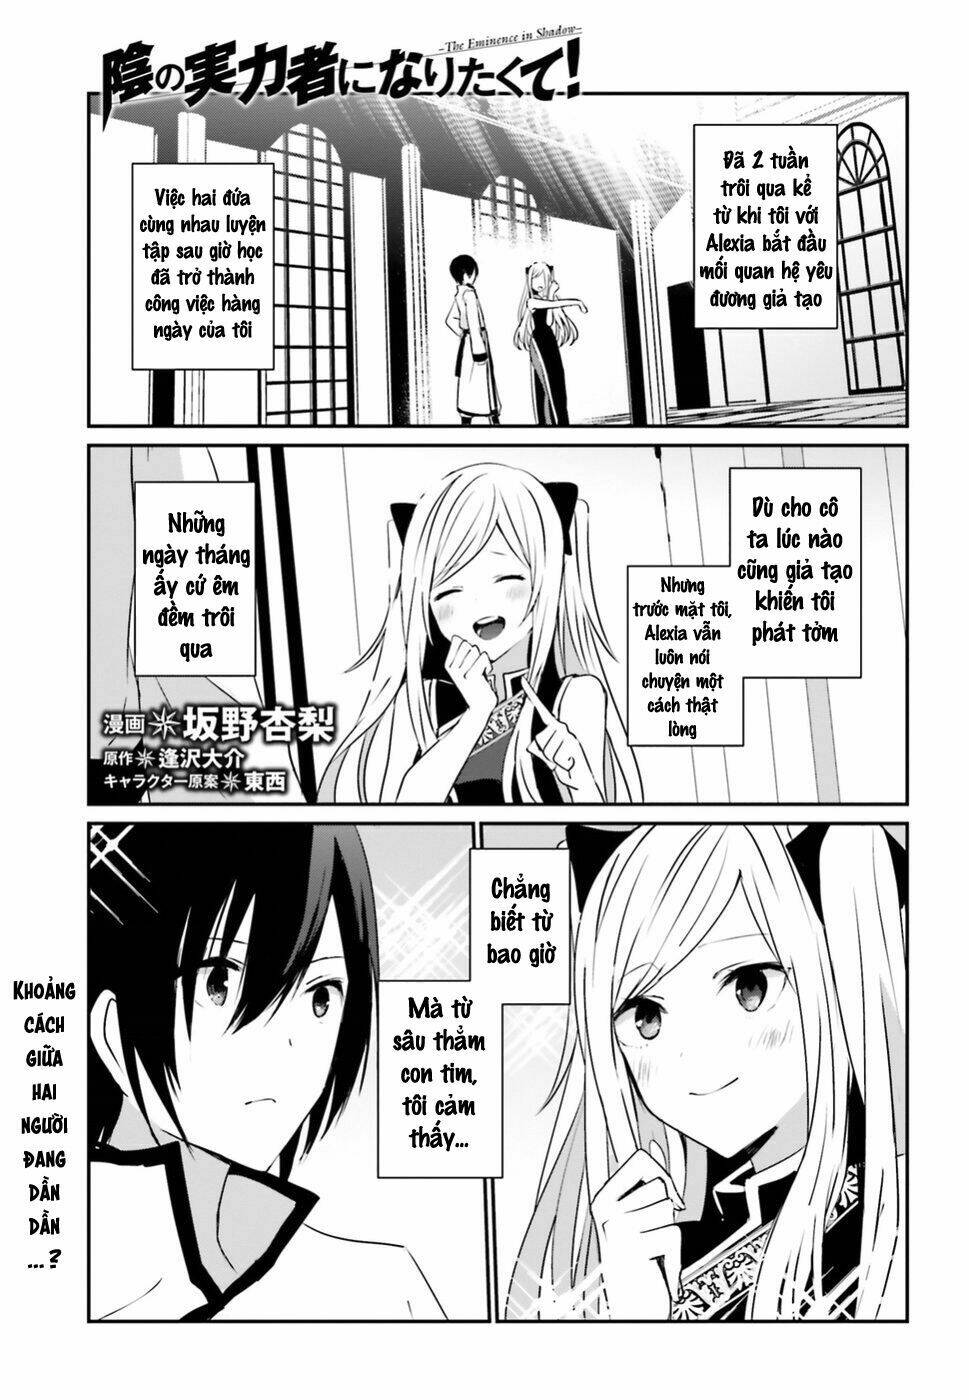 -The Eminence in Shadow-
陰の実力者になりたくて!
Đã 2 tuần
trôi qua kể
từ khi tôi với
Alexia bắt đầu
mối quan hệ yêu
đương giả tạo
Việc hai đứa
cùng nhau luyện
tập sau giờ học
đã trở thành
công việc hàng
ngày của tôi
Dù cho cô
ta lúc nào
cũng giả tạo
khiến tôi
phát tởm
Nhưng
trước mặt tôi,
Alexia vẫn
luôn nói
chuyện một
cách thật
lòng
Những
ngày tháng
ấy cứ êm
đềm trôi
qua
漫画✳坂野杏梨
原作✳逢沢大介
キャラクター原案✳東西
Chẳng
biết từ
bao giờ
Mà từ
sâu thẳm
con tim,
tôi cảm
thấy...
KHOẢNG
CÁCH
GIỮA
HAI
NGƯỜI
ĐANG
DẦN
DẦN
...?